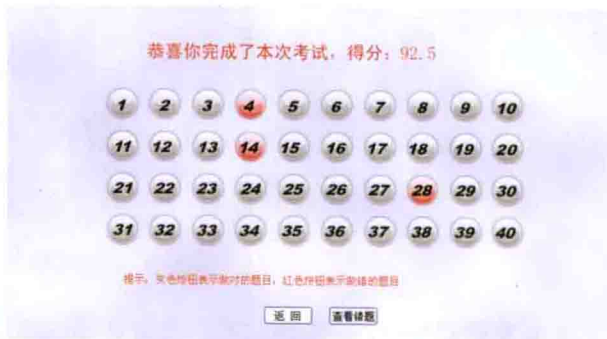 恭喜你完成了本次考试，得分：92.5
1 2 3 4 5 6 7 8 9 10
11 12 13 14 15 16 17 18 19 20
21 22 23 24 25 26 27 28 29 30
31 32 33 34 35 36 37 38 39 40
提示：灰色按钮表示做对的题目，红色按钮表示做错的题目
返回 查看错题